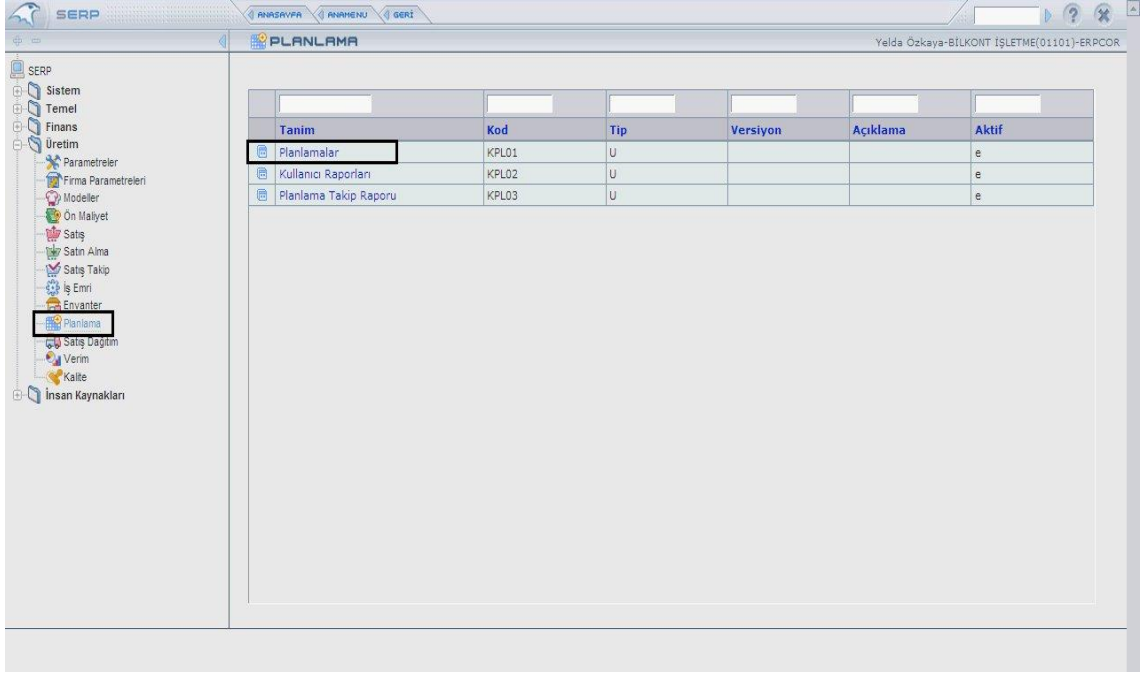 SERP
ANASAYFA ANAMENU GERİ
?
PLANLAMA
Yelda Özkaya-BİLKONT İŞLETME(01101)-ERPCOR
SERP
Sistem
Temel
Finans
Üretim
Parametreler
Firma Parametreleri
Modeller
Ön Maliyet
Satış
Satın Alma
Satış Takip
İş Emri
Envanter
Planlama
Satış Dağıtım
Verim
Kalite
İnsan Kaynakları
Tanim Kod Tip Versiyon Açıklama Aktif
Planlamalar KPL01 U e
Kullanıcı Raporları KPL02 U e
Planlama Takip Raporu KPL03 U e